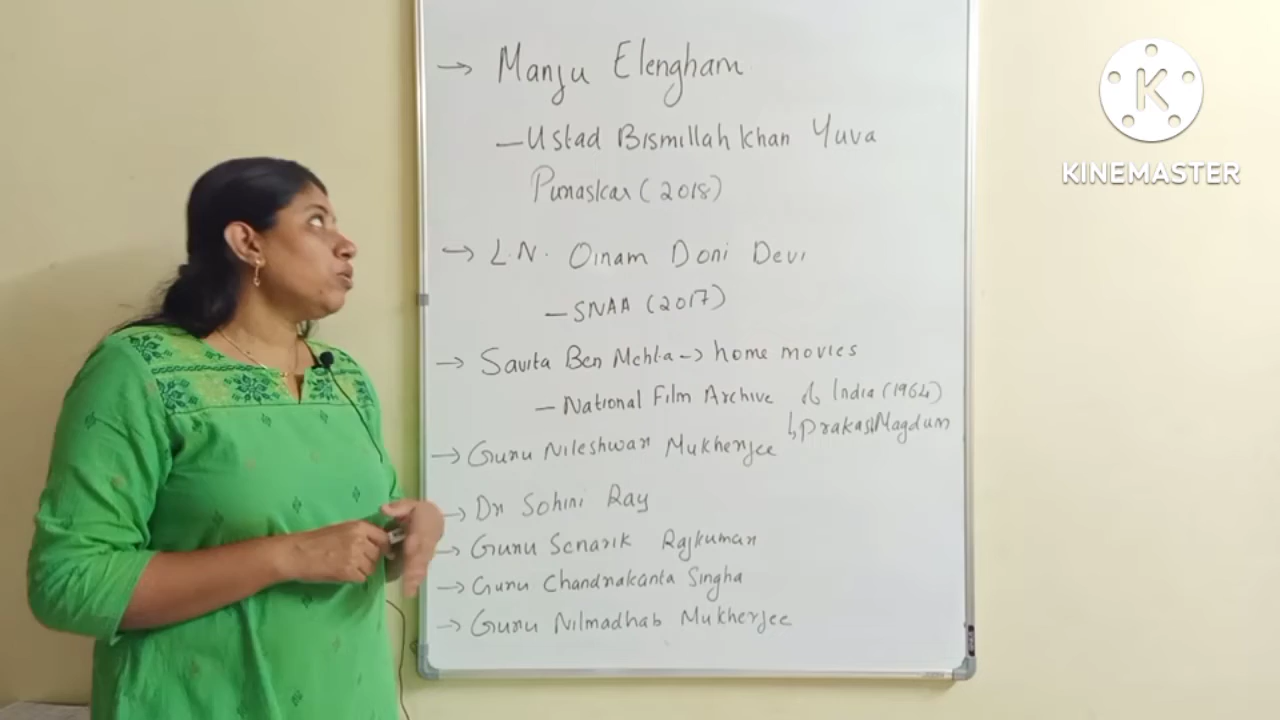 → Manju Elengham
— Ustad Bismillah Khan Yuva
Puraskar (2018)
→ L.N. Oinam Doni Devi
— SNAA (2017)
→ Savita Ben Mehta -> home movies
— National Film Archive of India (1964)
↳ Prakash Magdum
→ Guru Nileshwar Mukherjee
→ Dr Sohini Ray
→ Guru Senarik Rajkumar
→ Guru Chandrakanta Singha
→ Guru Nilmadhab Mukherjee
K
KINEMASTER